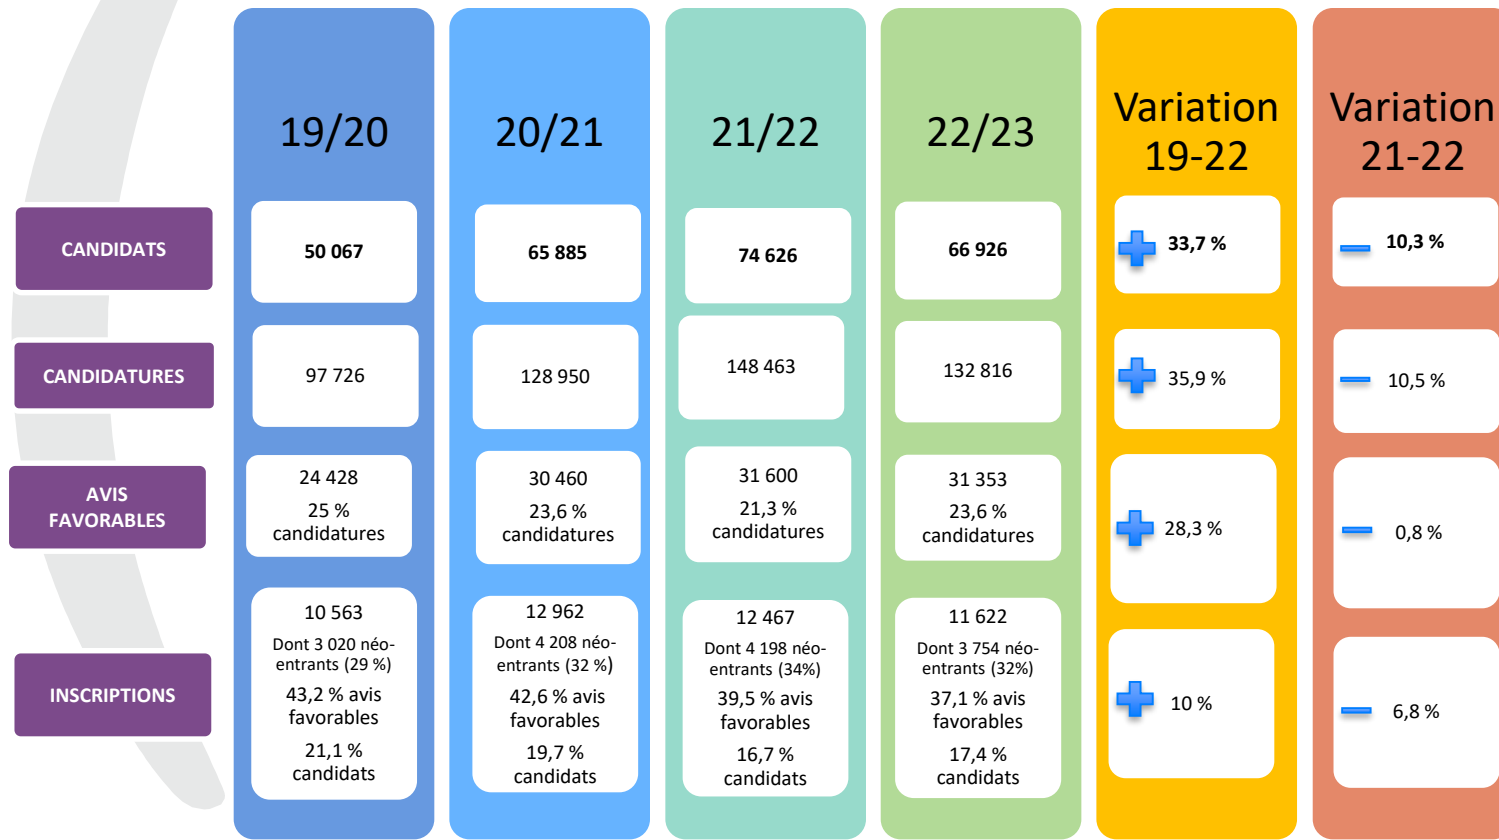 19/20
20/21
21/22
22/23
Variation
19-22
Variation
21-22
CANDIDATS
50 067
65 885
74 626
66 926
33,7 %
10,3 %
CANDIDATURES
97 726
128 950
148 463
132 816
35,9 %
10,5 %
AVIS
FAVORABLES
24 428
25 %
candidatures
30 460
23,6 %
candidatures
31 600
21,3 %
candidatures
31 353
23,6 %
candidatures
28,3 %
0,8 %
INSCRIPTIONS
10 563
Dont 3 020 néo-
entrants (29 %)
43,2 % avis
favorables
21,1 %
candidats
12 962
Dont 4 208 néo-
entrants (32 %)
42,6 % avis
favorables
19,7 %
candidats
12 467
Dont 4 198 néo-
entrants (34%)
39,5 % avis
favorables
16,7 %
candidats
11 622
Dont 3 754 néo-
entrants (32%)
37,1 % avis
favorables
17,4 %
candidats
10 %
6,8 %